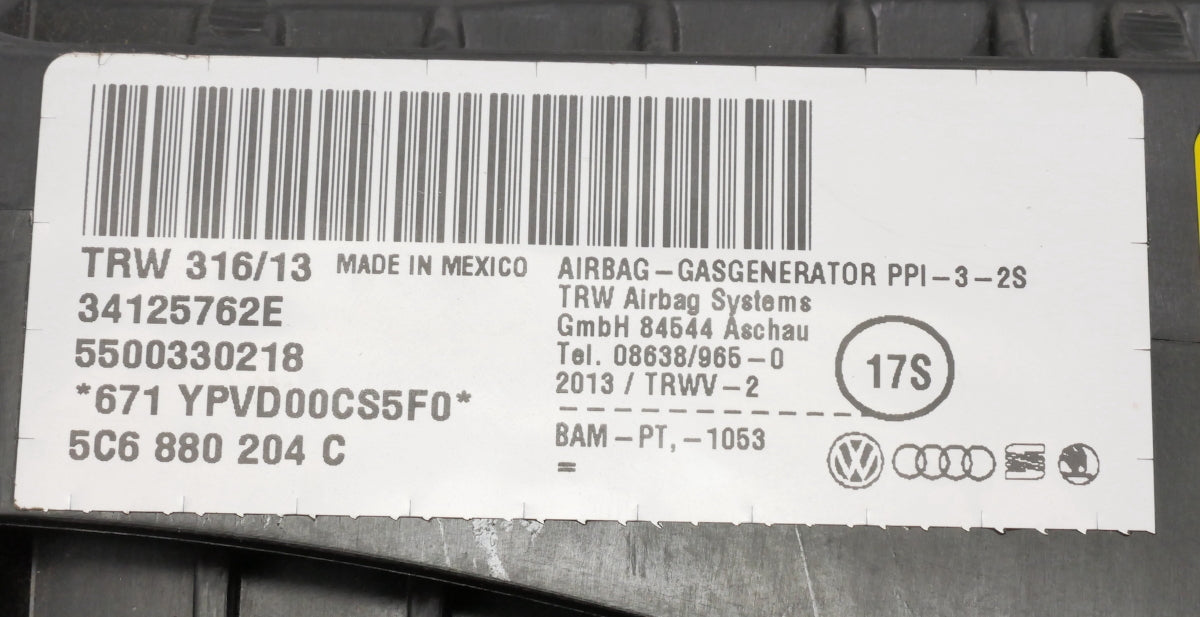 TRW 316/13 MADE IN MEXICO
34125762E
5500330218
*671 YPVD00CS5F0*
5C6 880 204 C
AIRBAG-GASGENERATOR PPI-3-2S
TRW Airbag Systems
GmbH 84544 Aschau
Tel. 08638/965-0
2013 / TRWV-2
BAM-PT,-1053
=
17S